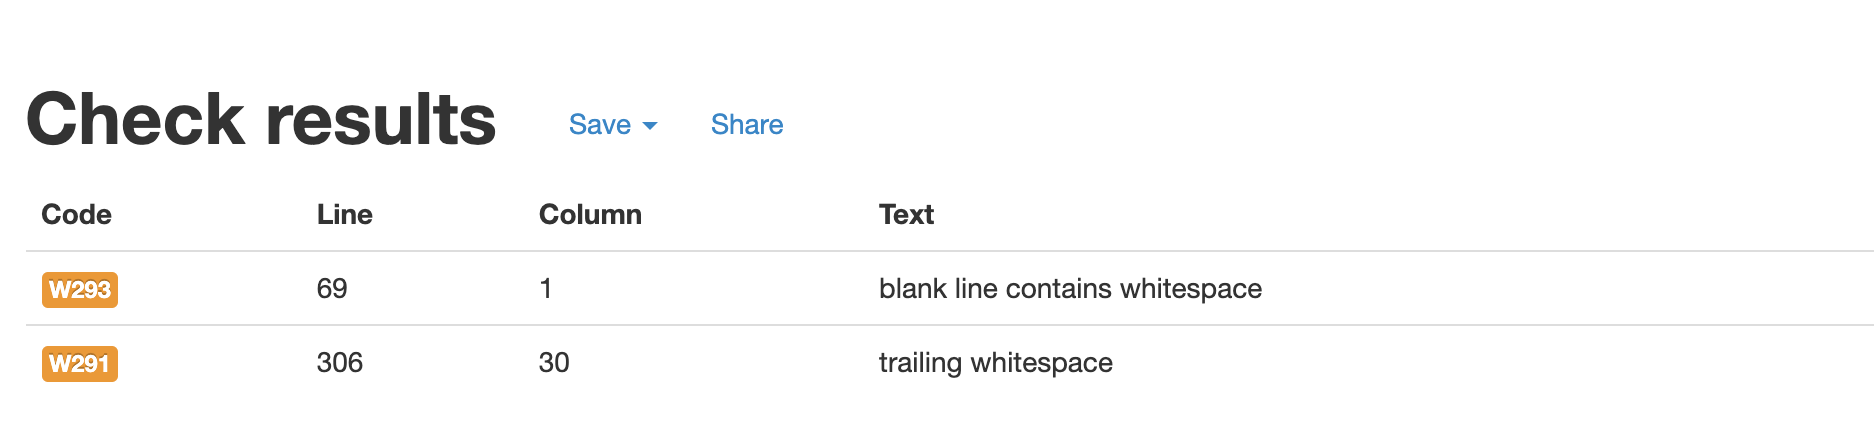 Check results Save Share
Code Line Column Text
W293 69 1 blank line contains whitespace
W291 306 30 trailing whitespace